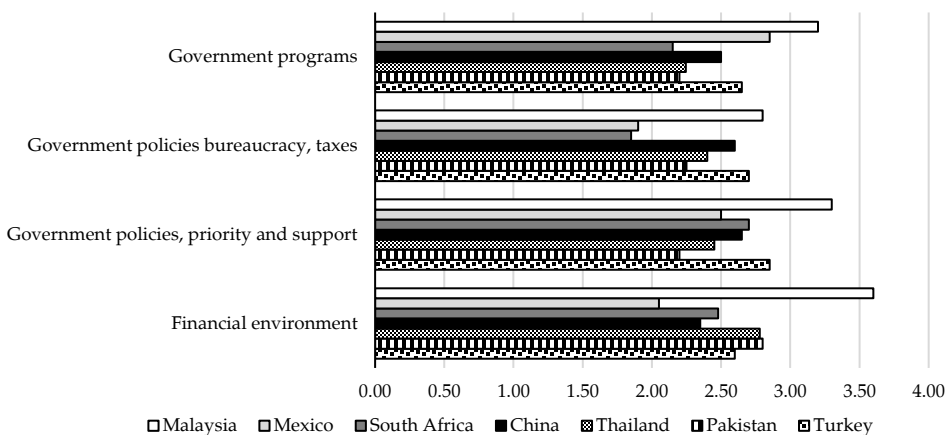 Government programs
Government policies bureaucracy, taxes
Government policies, priority and support
Financial environment
0.00 0.50 1.00 1.50 2.00 2.50 3.00 3.50 4.00
Malaysia Mexico South Africa China Thailand Pakistan Turkey